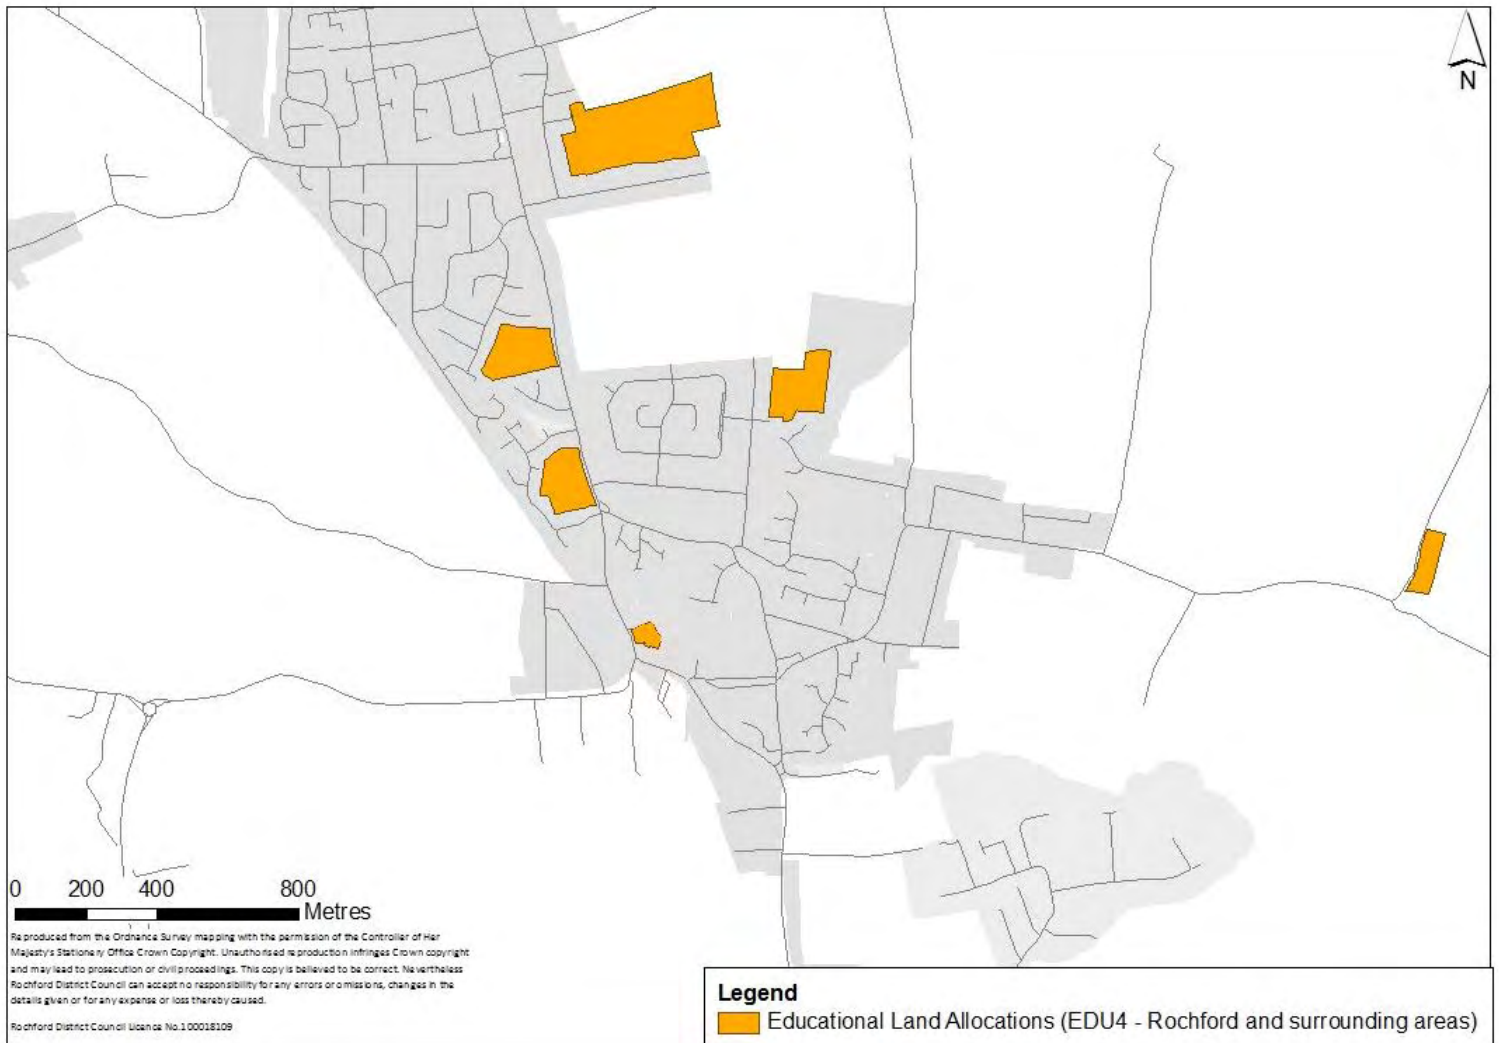 N
0 200 400 800
Metres
Reproduced from the Ordnance Survey mapping with the permission of the Controller of Her
Majesty's Stationery Office Crown Copyright. Unauthorised reproduction infringes Crown copyright
and may lead to prosecution or civil proceedings. This copy is believed to be correct. Nevertheless
Rochford District Council can accept no responsibility for any errors or omissions, changes in the
details given or for any expense or loss thereby caused.
Rochford District Council Licence No.100018109
Legend
Educational Land Allocations (EDU4 - Rochford and surrounding areas)